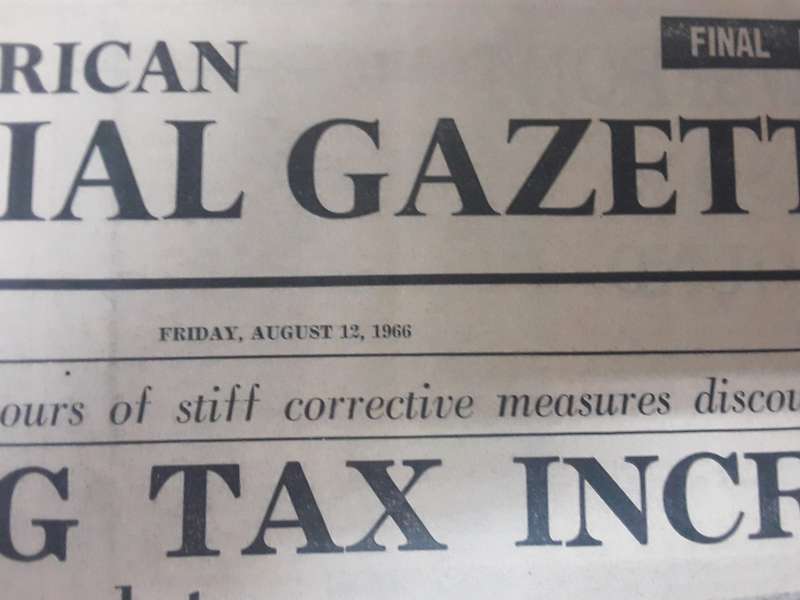 RICAN
FINAL
IAL GAZETT
FRIDAY, AUGUST 12, 1966
ours of stiff corrective measures discou
G TAX INCR